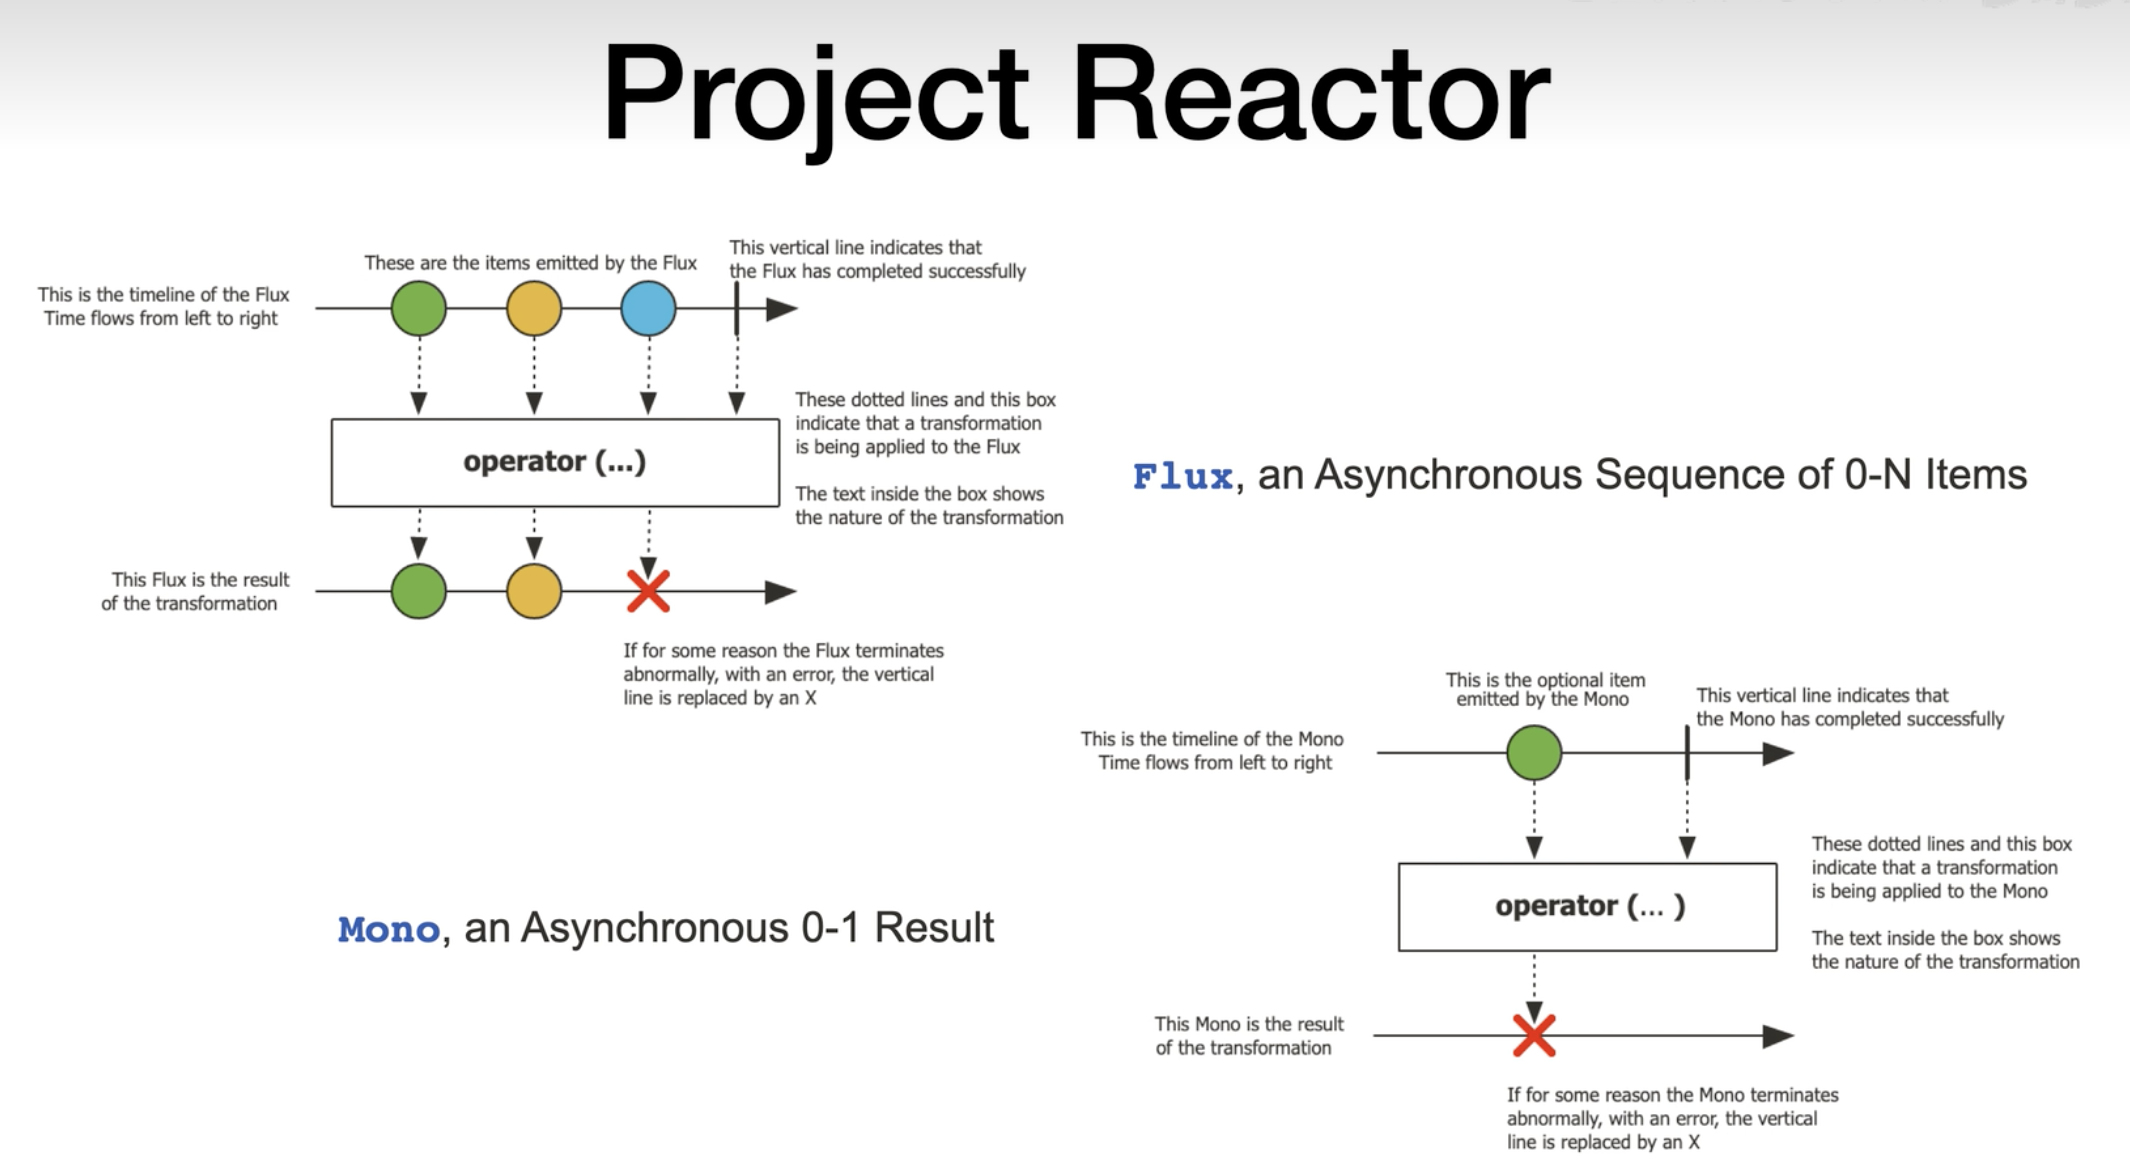 Project Reactor
These are the items emitted by the Flux
This vertical line indicates that
the Flux has completed successfully
This is the timeline of the Flux
Time flows from left to right
These dotted lines and this box
indicate that a transformation
is being applied to the Flux
operator (...)
The text inside the box shows
the nature of the transformation
This Flux is the result
of the transformation
If for some reason the Flux terminates
abnormally, with an error, the vertical
line is replaced by an X
Flux, an Asynchronous Sequence of 0-N Items
Mono, an Asynchronous 0-1 Result
This is the optional item
emitted by the Mono
This vertical line indicates that
the Mono has completed successfully
This is the timeline of the Mono
Time flows from left to right
These dotted lines and this box
indicate that a transformation
is being applied to the Mono
operator (... )
The text inside the box shows
the nature of the transformation
This Mono is the result
of the transformation
If for some reason the Mono terminates
abnormally, with an error, the vertical
line is replaced by an X